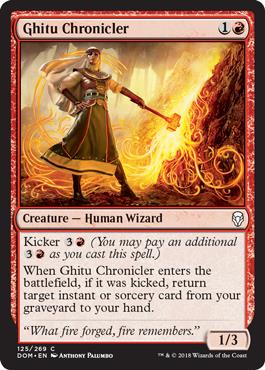 Ghitu Chronicler 1
Creature — Human Wizard
Kicker 3 (You may pay an additional
3 as you cast this spell.)
When Ghitu Chronicler enters the
battlefield, if it was kicked, return
target instant or sorcery card from your
graveyard to your hand.
"What fire forged, fire remembers."
1/3
125/269 C
DOM • EN Anthony Palumbo ™ & © 2018 Wizards of the Coast